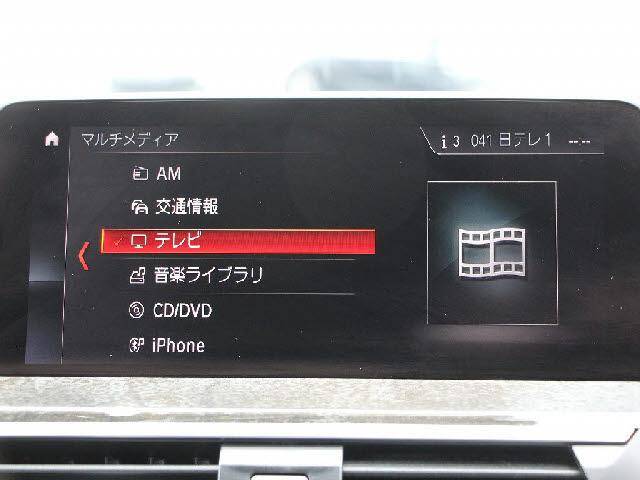 マルチメディア
i 3 041 日テレ1 --:--
AM
交通情報
テレビ
音楽ライブラリ
CD/DVD
iPhone